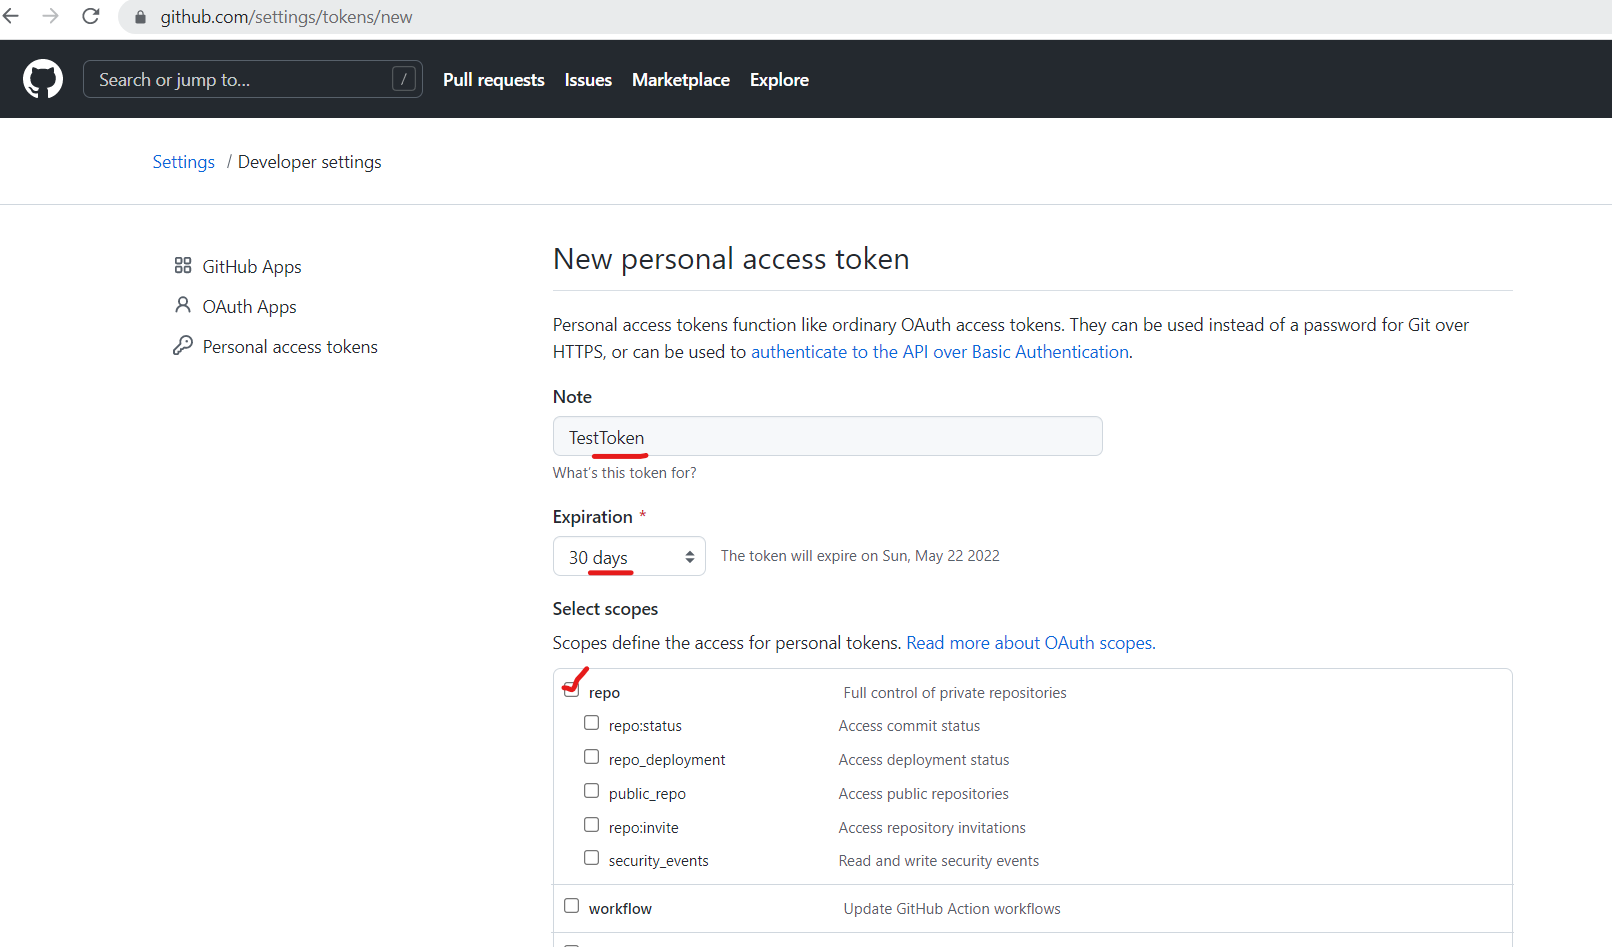 github.com/settings/tokens/new
Search or jump to... /
Pull requests Issues Marketplace Explore
Settings / Developer settings
GitHub Apps
OAuth Apps
Personal access tokens
New personal access token
Personal access tokens function like ordinary OAuth access tokens. They can be used instead of a password for Git over
HTTPS, or can be used to authenticate to the API over Basic Authentication.
Note
TestToken
What's this token for?
Expiration *
30 days The token will expire on Sun, May 22 2022
Select scopes
Scopes define the access for personal tokens. Read more about OAuth scopes.
repo Full control of private repositories
repo:status Access commit status
repo_deployment Access deployment status
public_repo Access public repositories
repo:invite Access repository invitations
security_events Read and write security events
workflow Update GitHub Action workflows